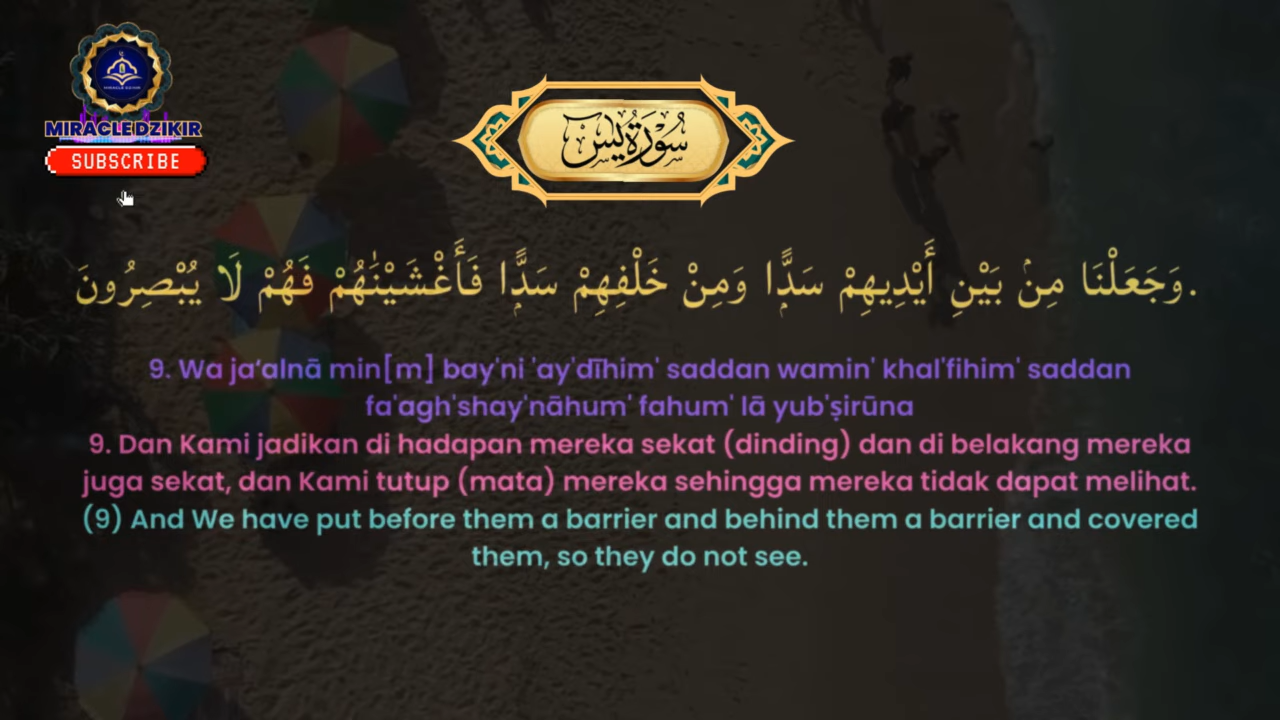 MIRACLE DZIKIR
SUBSCRIBE
سُوْرَةُ يٰسٓ
وَجَعَلْنَا مِنْۢ بَيْنِ أَيْدِيهِمْ سَدًّۭا وَمِنْ خَلْفِهِمْ سَدًّۭا فَأَغْشَيْنَٰهُمْ فَهُمْ لَا يُبْصِرُونَ.
9. Wa ja‘alnā min[m] bay'ni 'ay'dīhim' saddan wamin' khal'fihim' saddan
fa'agh'shay'nāhum' fahum' lā yub'ṣirūna
9. Dan Kami jadikan di hadapan mereka sekat (dinding) dan di belakang mereka
juga sekat, dan Kami tutup (mata) mereka sehingga mereka tidak dapat melihat.
(9) And We have put before them a barrier and behind them a barrier and covered
them, so they do not see.